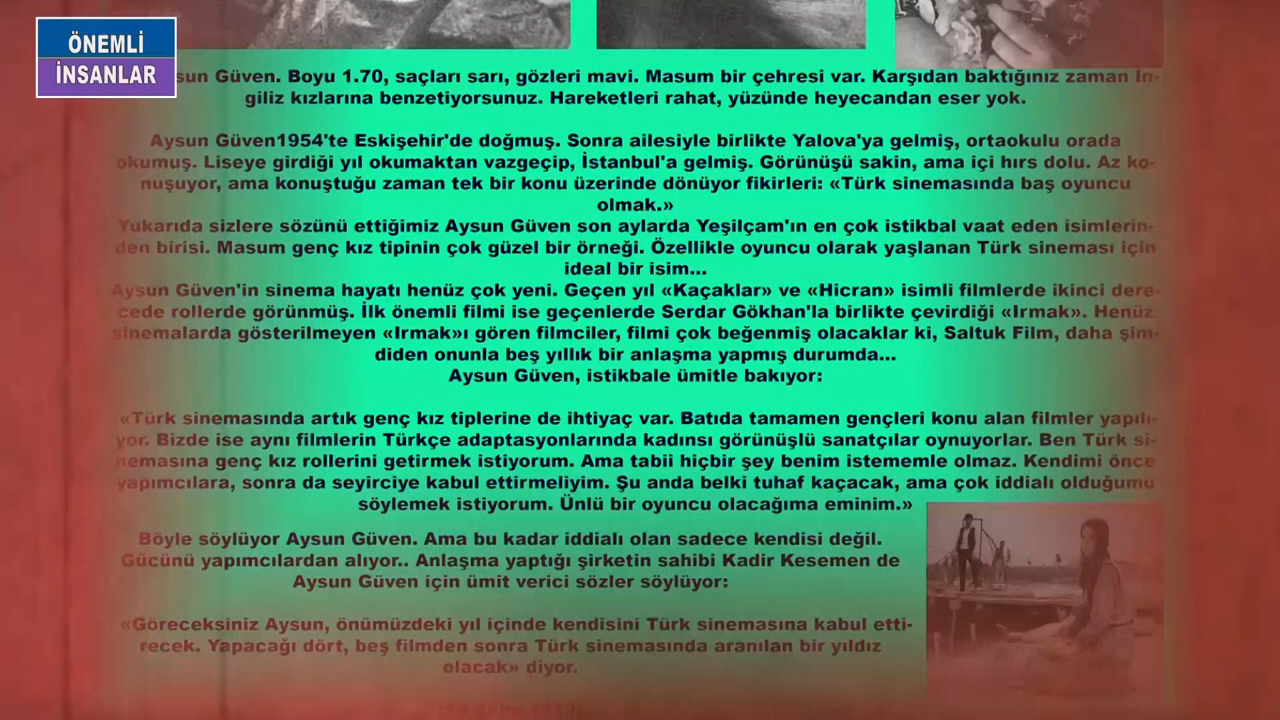 ÖNEMLİ
İNSANLAR
sun Güven. Boyu 1.70, saçları sarı, gözleri mavi. Masum bir çehresi var. Karşıdan baktığınız zaman İn-
giliz kızlarına benzetiyorsunuz. Hareketleri rahat, yüzünde heyecandan eser yok.
Aysun Güven1954'te Eskişehir'de doğmuş. Sonra ailesiyle birlikte Yalova'ya gelmiş, ortaokulu orada
okumuş. Liseye girdiği yıl okumaktan vazgeçip, İstanbul'a gelmiş. Görünüşü sakin, ama içi hırs dolu. Az ko-
nuşuyor, ama konuştuğu zaman tek bir konu üzerinde dönüyor fikirleri: «Türk sinemasında baş oyuncu
olmak.»
Yukarıda sizlere sözünü ettiğimiz Aysun Güven son aylarda Yeşilçam'ın en çok istikbal vaat eden isimlerin-
den birisi. Masum genç kız tipinin çok güzel bir örneği. Özellikle oyuncu olarak yaşlanan Türk sineması için
ideal bir isim...
Aysun Güven'in sinema hayatı henüz çok yeni. Geçen yıl «Kaçaklar» ve «Hicran» isimli filmlerde ikinci dere-
cede rollerde görünmüş. İlk önemli filmi ise geçenlerde Serdar Gökhan'la birlikte çevirdiği «Irmak». Henüz
sinemalarda gösterilmeyen «Irmak»ı gören filmciler, filmi çok beğenmiş olacaklar ki, Saltuk Film, daha şim-
diden onunla beş yıllık bir anlaşma yapmış durumda...
Aysun Güven, istikbale ümitle bakıyor:
«Türk sinemasında artık genç kız tiplerine de ihtiyaç var. Batıda tamamen gençleri konu alan filmler yapılı-
yor. Bizde ise aynı filmlerin Türkçe adaptasyonlarında kadınsı görünüşlü sanatçılar oynuyorlar. Ben Türk si-
nemasına genç kız rollerini getirmek istiyorum. Ama tabii hiçbir şey benim istememle olmaz. Kendimi önce
yapımcılara, sonra da seyirciye kabul ettirmeliyim. Şu anda belki tuhaf kaçacak, ama çok iddialı olduğumu
söylemek istiyorum. Ünlü bir oyuncu olacağıma eminim.»
Böyle söylüyor Aysun Güven. Ama bu kadar iddialı olan sadece kendisi değil.
Gücünü yapımcılardan alıyor.. Anlaşma yaptığı şirketin sahibi Kadir Kesemen de
Aysun Güven için ümit verici sözler söylüyor:
«Göreceksiniz Aysun, önümüzdeki yıl içinde kendisini Türk sinemasına kabul etti-
recek. Yapacağı dört, beş filmden sonra Türk sinemasında aranılan bir yıldız
olacak» diyor.